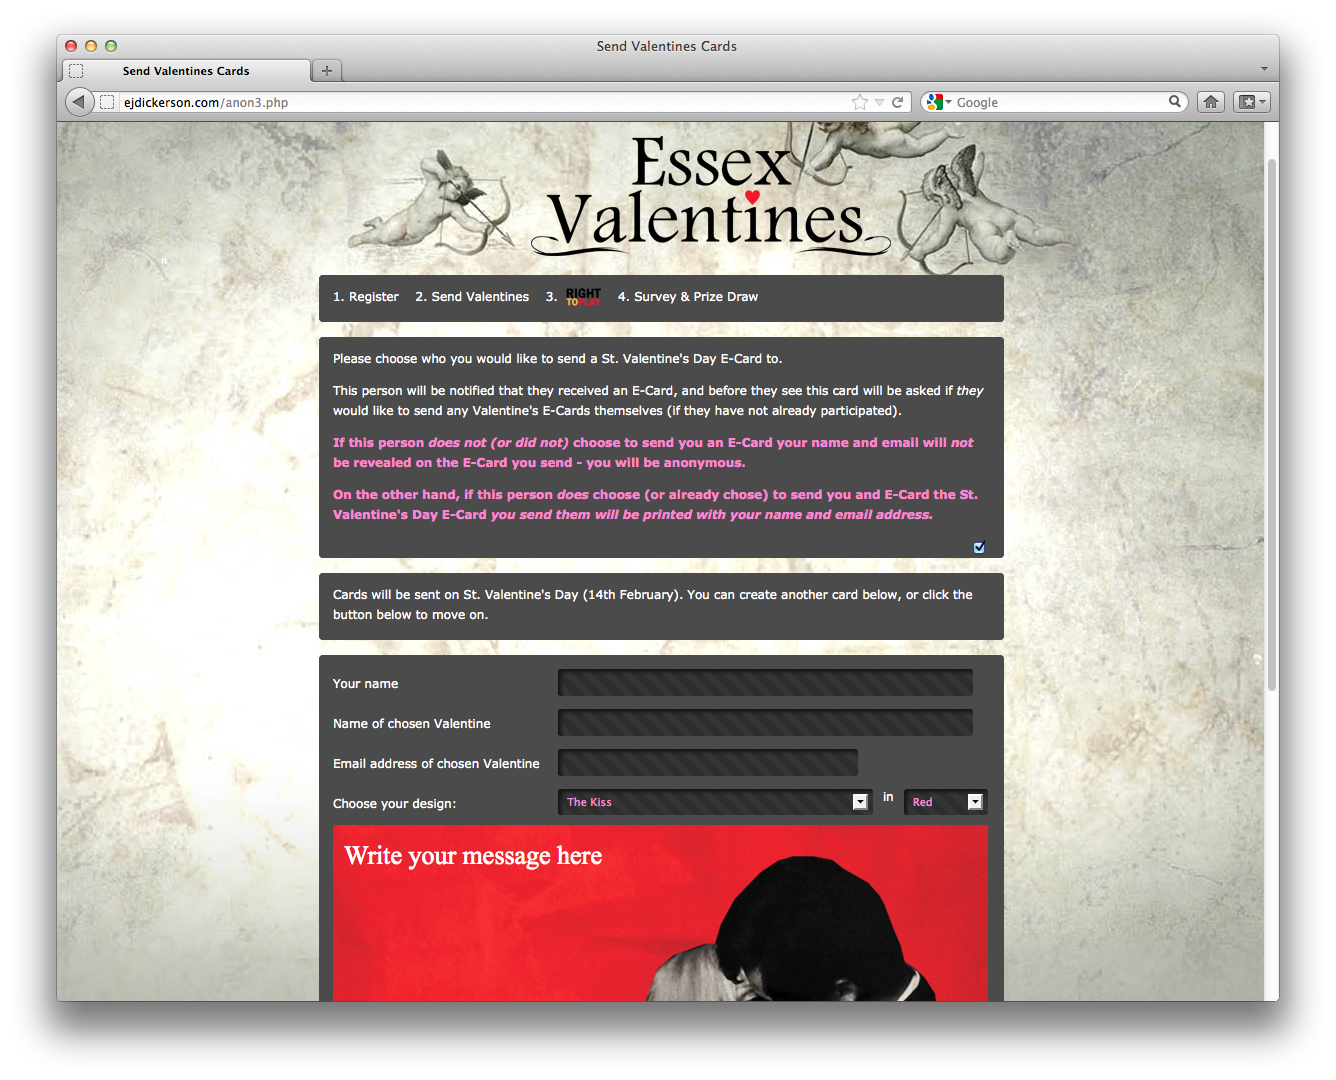 Send Valentines Cards
Send Valentines Cards
ejdickerson.com/anon3.php
Google
Essex
Valentines
1. Register 2. Send Valentines 3. RIGHT TO PLAY 4. Survey & Prize Draw
Please choose who you would like to send a St. Valentine's Day E-Card to.
This person will be notified that they received an E-Card, and before they see this card will be asked if they
would like to send any Valentine's E-Cards themselves (if they have not already participated).
If this person does not (or did not) choose to send you an E-Card your name and email will not
be revealed on the E-Card you send - you will be anonymous.
On the other hand, if this person does choose (or already chose) to send you and E-Card the St.
Valentine's Day E-Card you send them will be printed with your name and email address.
Cards will be sent on St. Valentine's Day (14th February). You can create another card below, or click the
button below to move on.
Your name
Name of chosen Valentine
Email address of chosen Valentine
Choose your design: The Kiss in Red
Write your message here